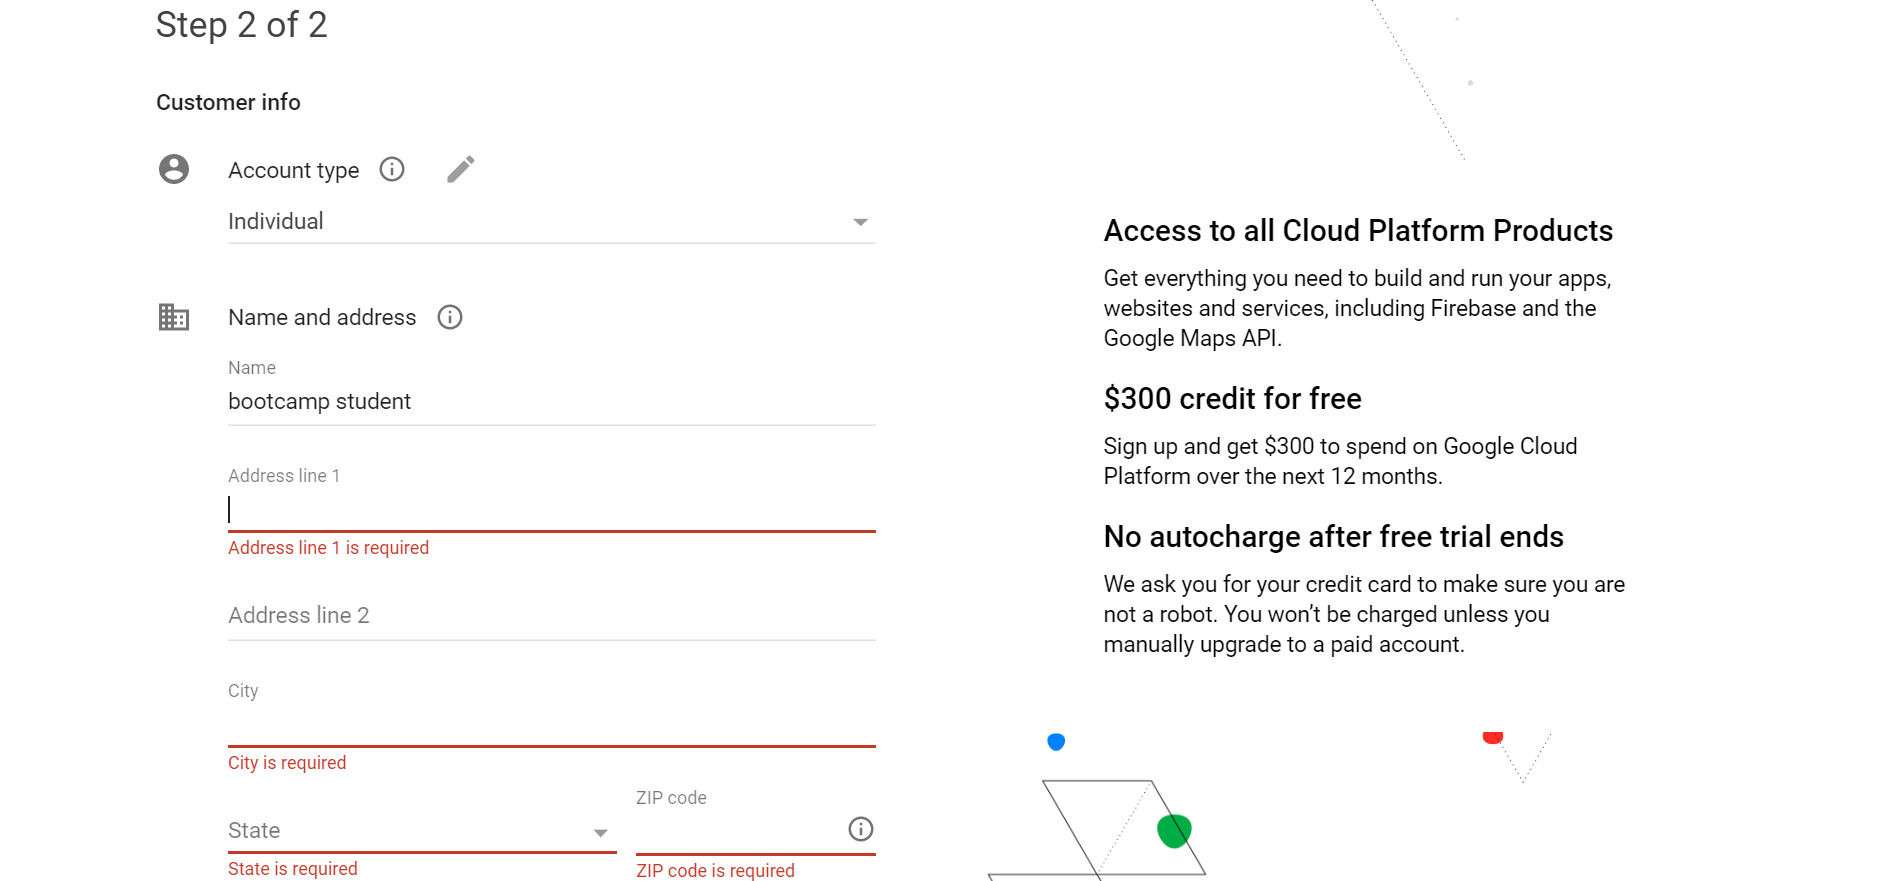 Step 2 of 2
Customer info
Account type
Individual
Name and address
Name
bootcamp student
Address line 1
Address line 1 is required
Address line 2
City
City is required
State
State is required
ZIP code
ZIP code is required
Access to all Cloud Platform Products
Get everything you need to build and run your apps,
websites and services, including Firebase and the
Google Maps API.
$300 credit for free
Sign up and get $300 to spend on Google Cloud
Platform over the next 12 months.
No autocharge after free trial ends
We ask you for your credit card to make sure you are
not a robot. You won’t be charged unless you
manually upgrade to a paid account.